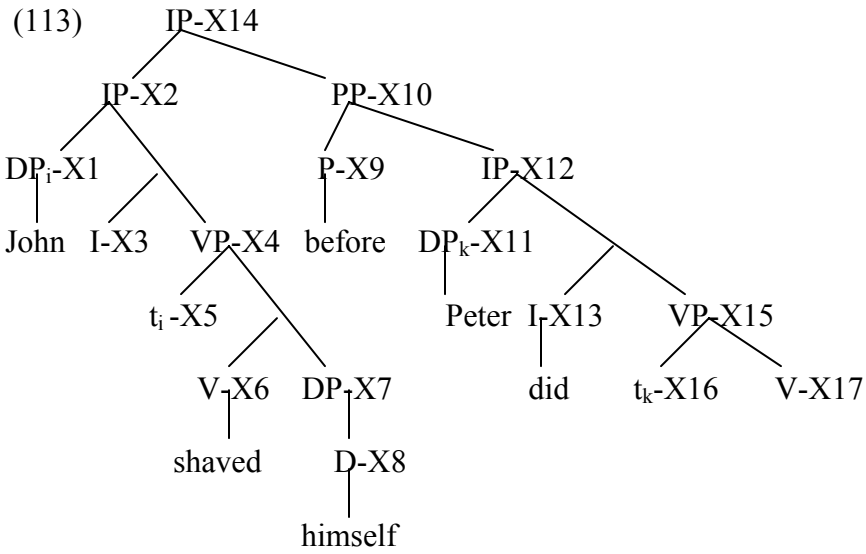 (113) IP-X14
IP-X2 PP-X10
DPi-X1 P-X9 IP-X12
John I-X3 VP-X4 before DPk-X11
ti -X5 Peter I-X13 VP-X15
V-X6 DP-X7 did tk-X16 V-X17
shaved D-X8
himself